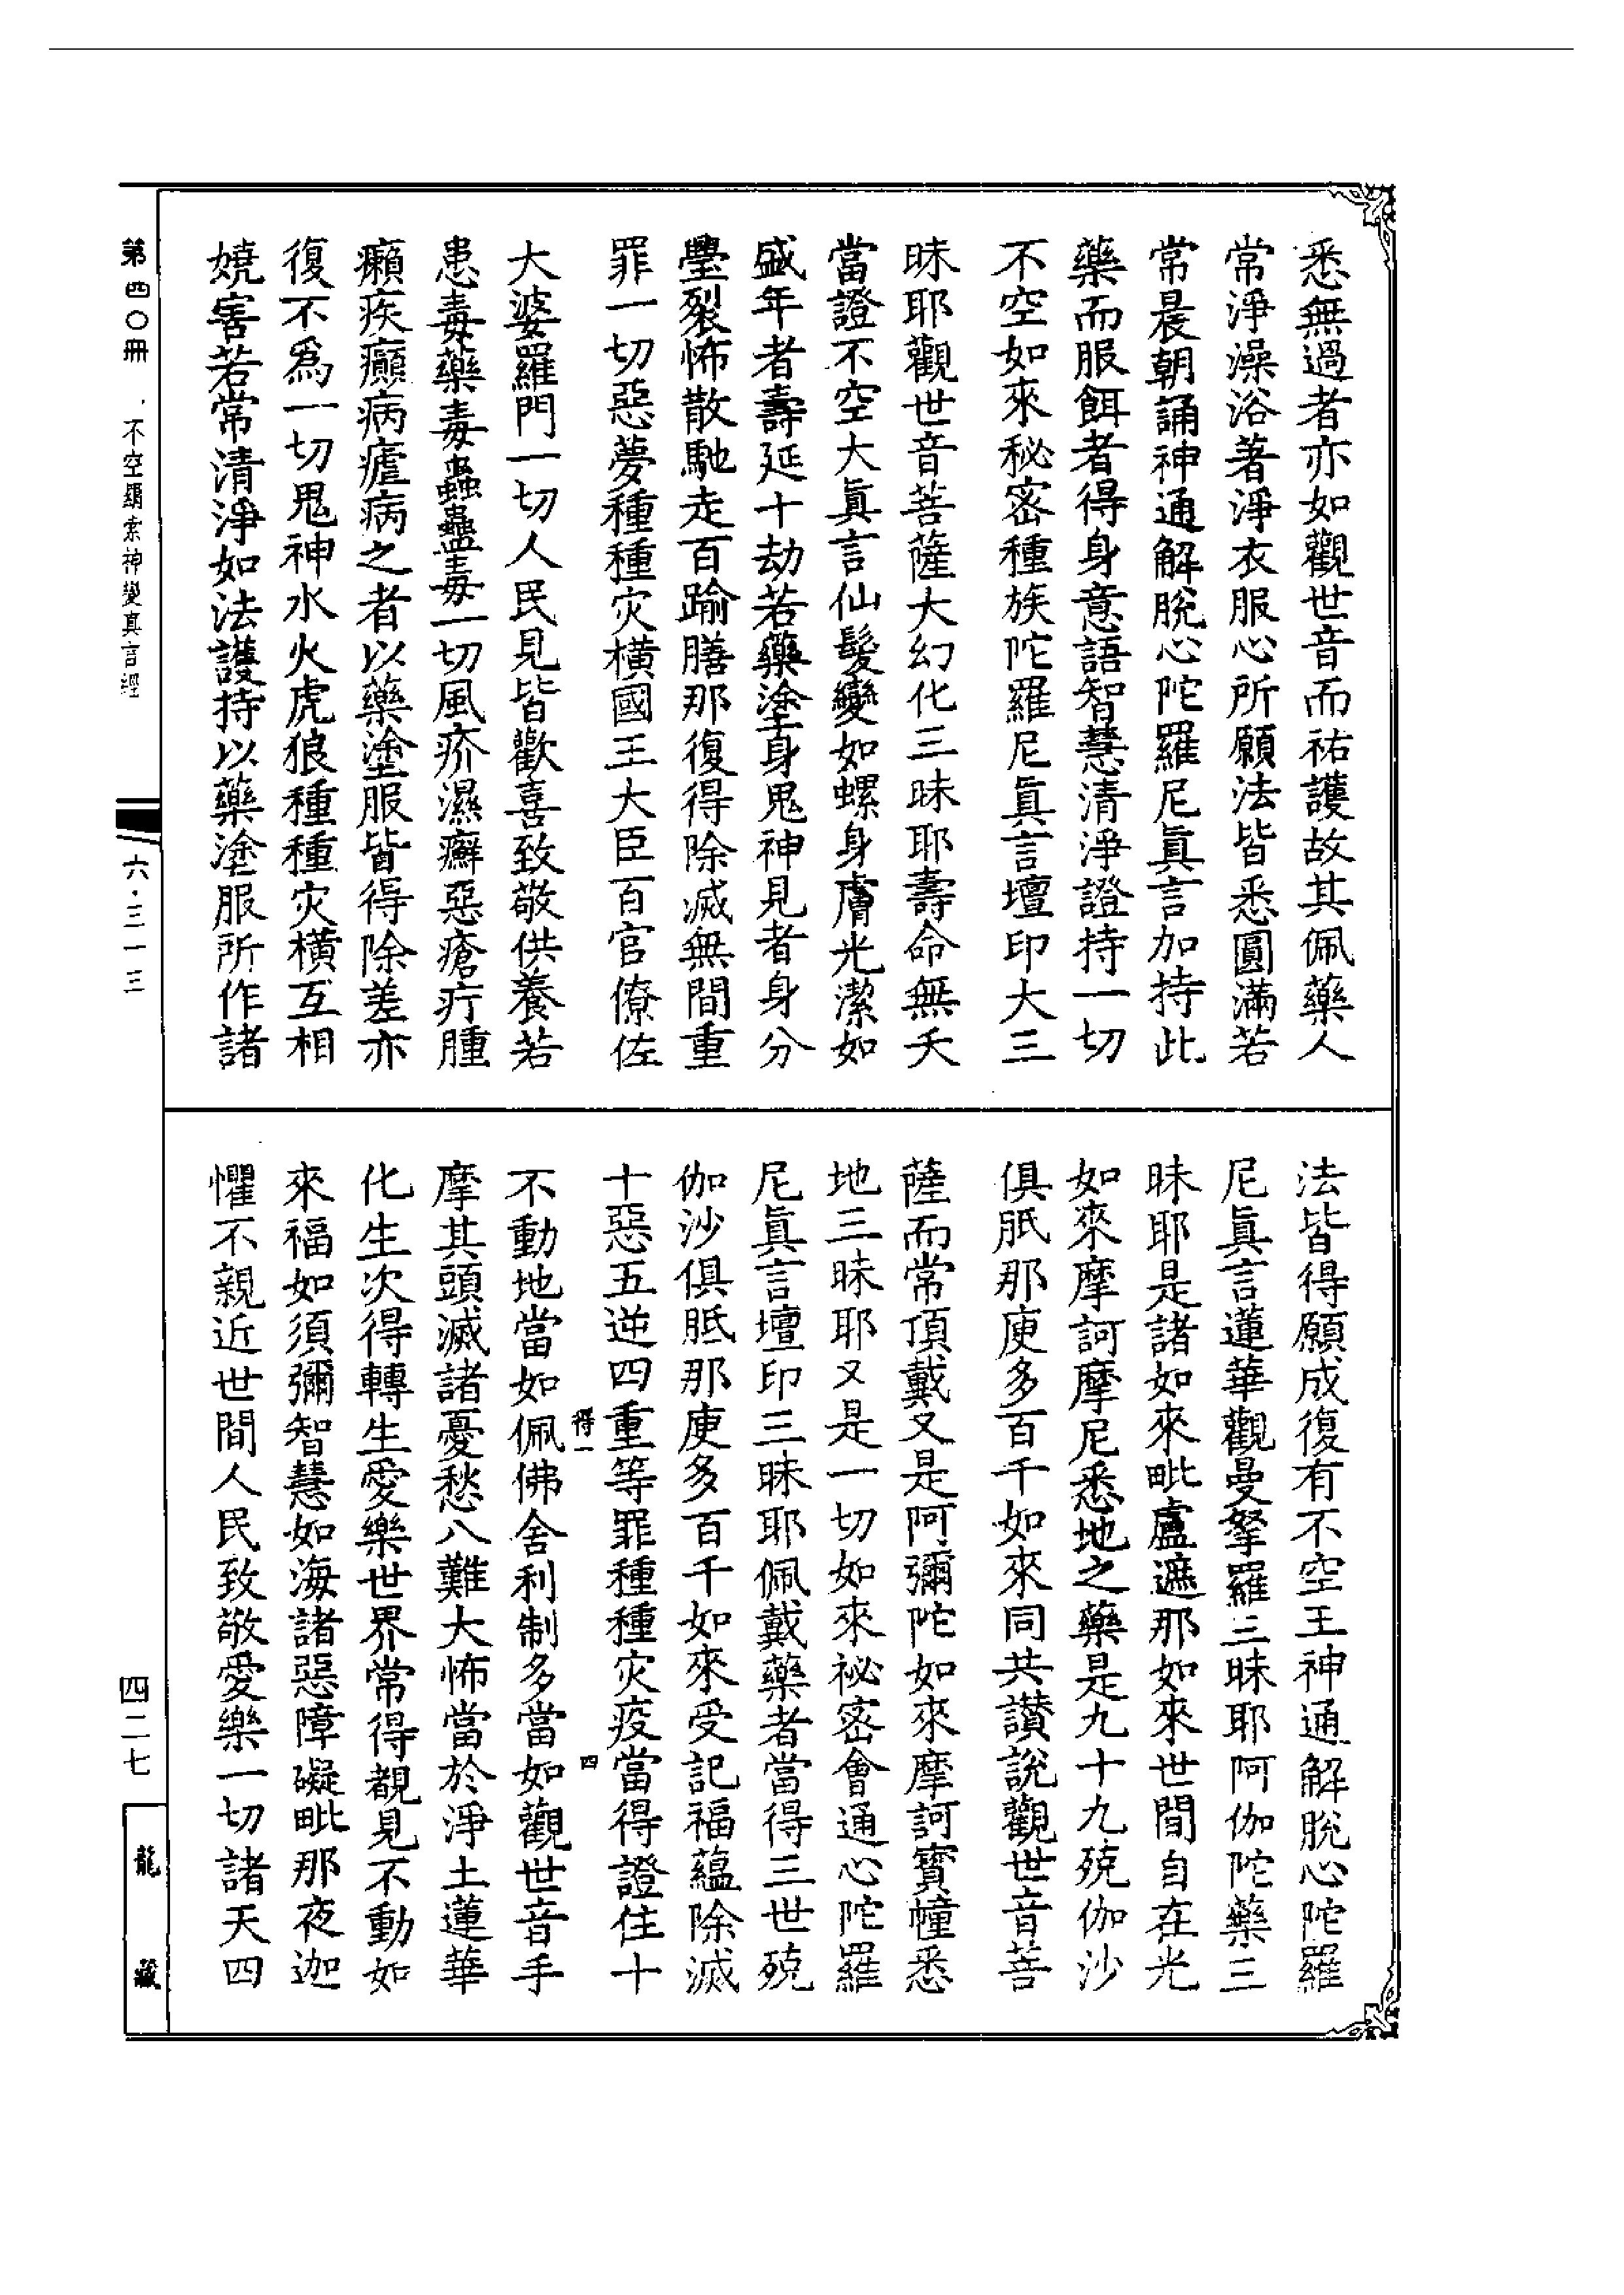 悉無過者亦如觀世音而祐護故其佩藥人
常淨澡浴著淨衣服心所願法皆悉圓滿若
常晨朝誦神通解脫心陀羅尼眞言加持此
藥而服餌者得身意語智慧清淨證持一切
不空如來秘密種族陀羅尼眞言壇印大三
昧耶觀世音菩薩大幻化三昧耶壽命無夭
當證不空大眞言仙髮變如螺身膚光潔如
盛年者壽延十劫若藥塗身鬼神見者身分
疊裂怖散馳走百踰膳那復得除滅無間重
罪一切惡夢種種灾橫國王大臣百官僚佐
大婆羅門一切人民見皆歡喜致敬供養若
患毒藥毒蟲蠱毒一切風疥濕癬惡瘡疔腫
癩疾癲病瘧病之者以藥塗服皆得除差亦
復不爲一切鬼神水火虎狼種種灾橫互相
嬈害若常清淨如法護持以藥塗服所作諸
法皆得願成復有不空王神通解脫心陀羅
尼眞言蓮華觀曼拏羅三昧耶阿伽陀藥三
昧耶是諸如來毗盧遮那如來世間自在光
如來摩訶摩尼悉地之藥是九十九殑伽沙
俱胝那庾多百千如來同共讃說觀世音菩
薩而常頂戴又是阿彌陀如來摩訶寶幢悉
地三昧耶又是一切如來祕密會通心陀羅
尼眞言壇印三昧耶佩戴藥者當得三世殑
伽沙俱胝那庾多百千如來受記福蘊除滅
十惡五逆四重等罪種種灾疫當得證住十
得一 四
不動地當如佩佛舍利制多當如觀世音手
摩其頭滅諸憂愁八難大怖當於淨土蓮華
化生次得轉生愛樂世界常得覩見不動如
來福如須彌智慧如海諸惡障礙毗那夜迦
懼不親近世間人民致敬愛樂一切諸天四
第四〇冊 不空羂索神變真言經
六·三一三
四二七
龍藏